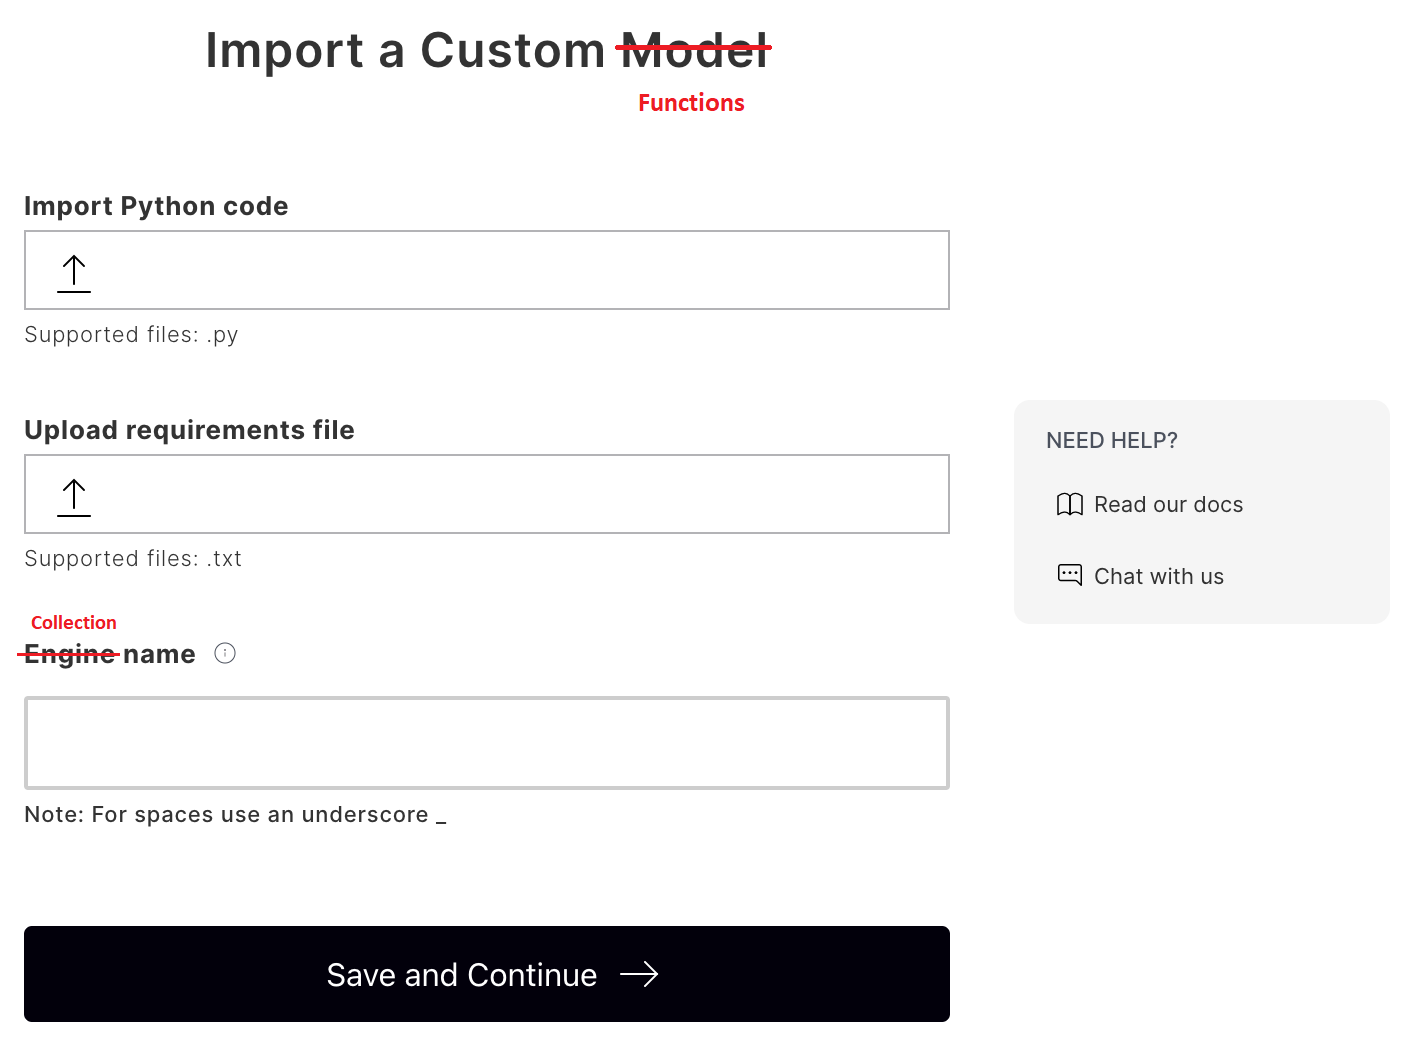 Import a Custom Model
Functions
Import Python code
Supported files: .py
Upload requirements file
Supported files: .txt
NEED HELP?
Read our docs
Chat with us
Collection
Engine name
Note: For spaces use an underscore _
Save and Continue